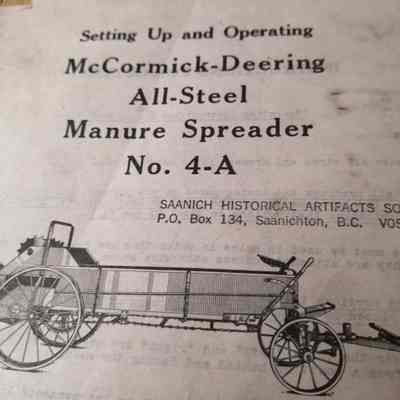 Setting Up and Operating
McCormick-Deering
All-Steel
Manure Spreader
No. 4-A
SAANICH HISTORICAL ARTIFACTS SO
P.O. Box 134, Saanichton, B.C. V0S